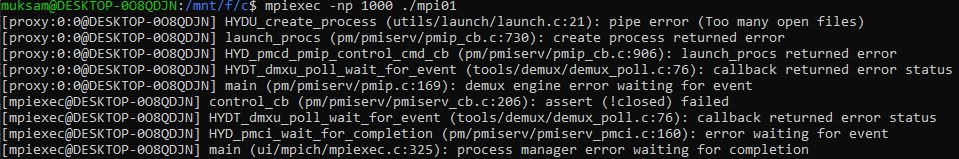 muksam@DESKTOP-0O8QDJN:/mnt/f/c$ mpiexec -np 1000 ./mpi01
[proxy:0:0@DESKTOP-0O8QDJN] HYDU_create_process (utils/launch/launch.c:21): pipe error (Too many open files)
[proxy:0:0@DESKTOP-0O8QDJN] launch_procs (pm/pmiserv/pmip_cb.c:730): create process returned error
[proxy:0:0@DESKTOP-0O8QDJN] HYD_pmcd_pmip_control_cmd_cb (pm/pmiserv/pmip_cb.c:906): launch_procs returned error
[proxy:0:0@DESKTOP-0O8QDJN] HYDT_dmxu_poll_wait_for_event (tools/demux/demux_poll.c:76): callback returned error status
[proxy:0:0@DESKTOP-0O8QDJN] main (pm/pmiserv/pmip.c:169): demux engine error waiting for event
[mpiexec@DESKTOP-0O8QDJN] control_cb (pm/pmiserv/pmiserv_cb.c:206): assert (!closed) failed
[mpiexec@DESKTOP-0O8QDJN] HYDT_dmxu_poll_wait_for_event (tools/demux/demux_poll.c:76): callback returned error status
[mpiexec@DESKTOP-0O8QDJN] HYD_pmci_wait_for_completion (pm/pmiserv/pmiserv_pmci.c:160): error waiting for event
[mpiexec@DESKTOP-0O8QDJN] main (ui/mpich/mpiexec.c:325): process manager error waiting for completion